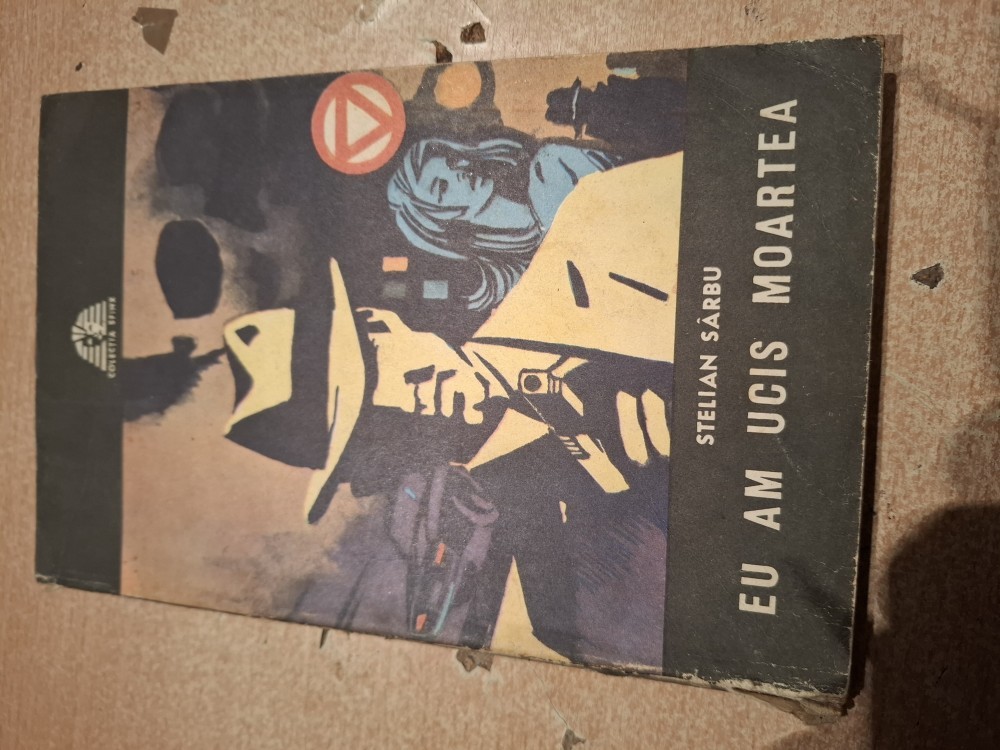 COLECȚIA SFINX
STELIAN SÂRBU
EU AM UCIS MOARTEA